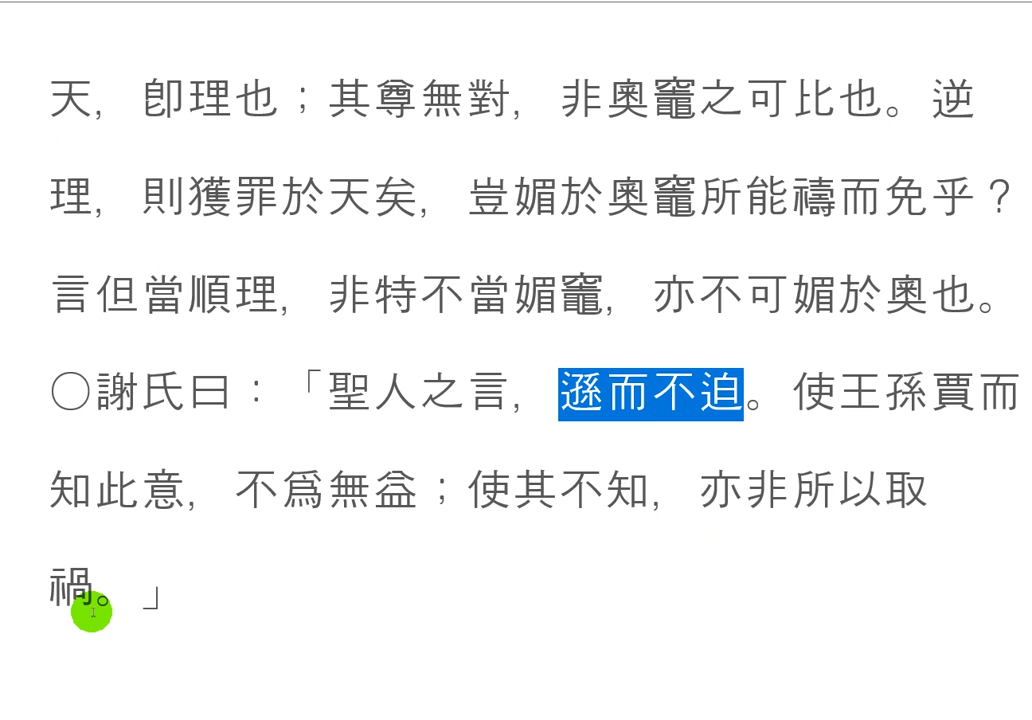 天，卽理也；其尊無對，非奧竈之可比也。逆
理，則獲罪於天矣，豈媚於奧竈所能禱而免乎？
言但當順理，非特不當媚竈，亦不可媚於奧也。
〇謝氏曰：「聖人之言，遜而不迫。使王孫賈而
知此意，不爲無益；使其不知，亦非所以取
禍。」